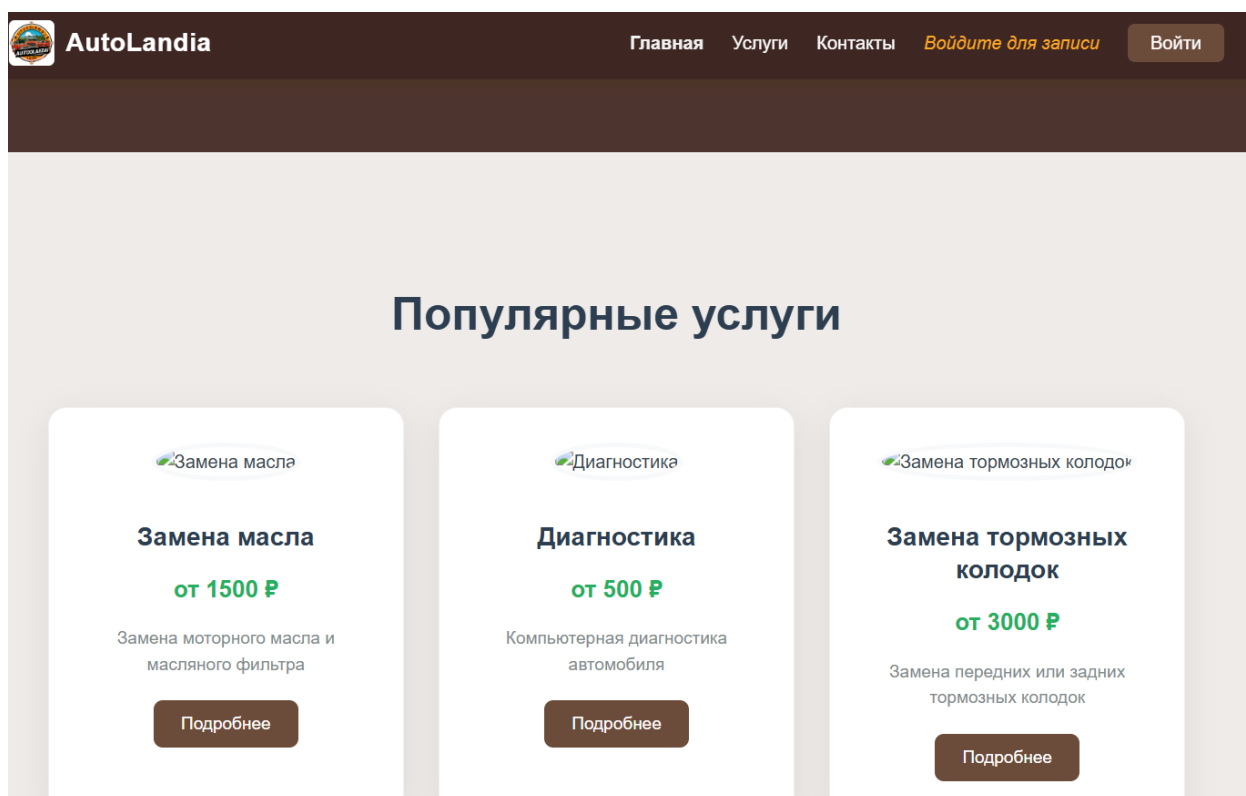 AutoLandia
Главная Услуги Контакты Войдите для записи Войти
Популярные услуги
Замена масла
Диагностика
Замена тормозных колодок
Замена масла
от 1500 ₽
Замена моторного масла и
масляного фильтра
Подробнее
Диагностика
от 500 ₽
Компьютерная диагностика
автомобиля
Подробнее
Замена тормозных
колодок
от 3000 ₽
Замена передних или задних
тормозных колодок
Подробнее